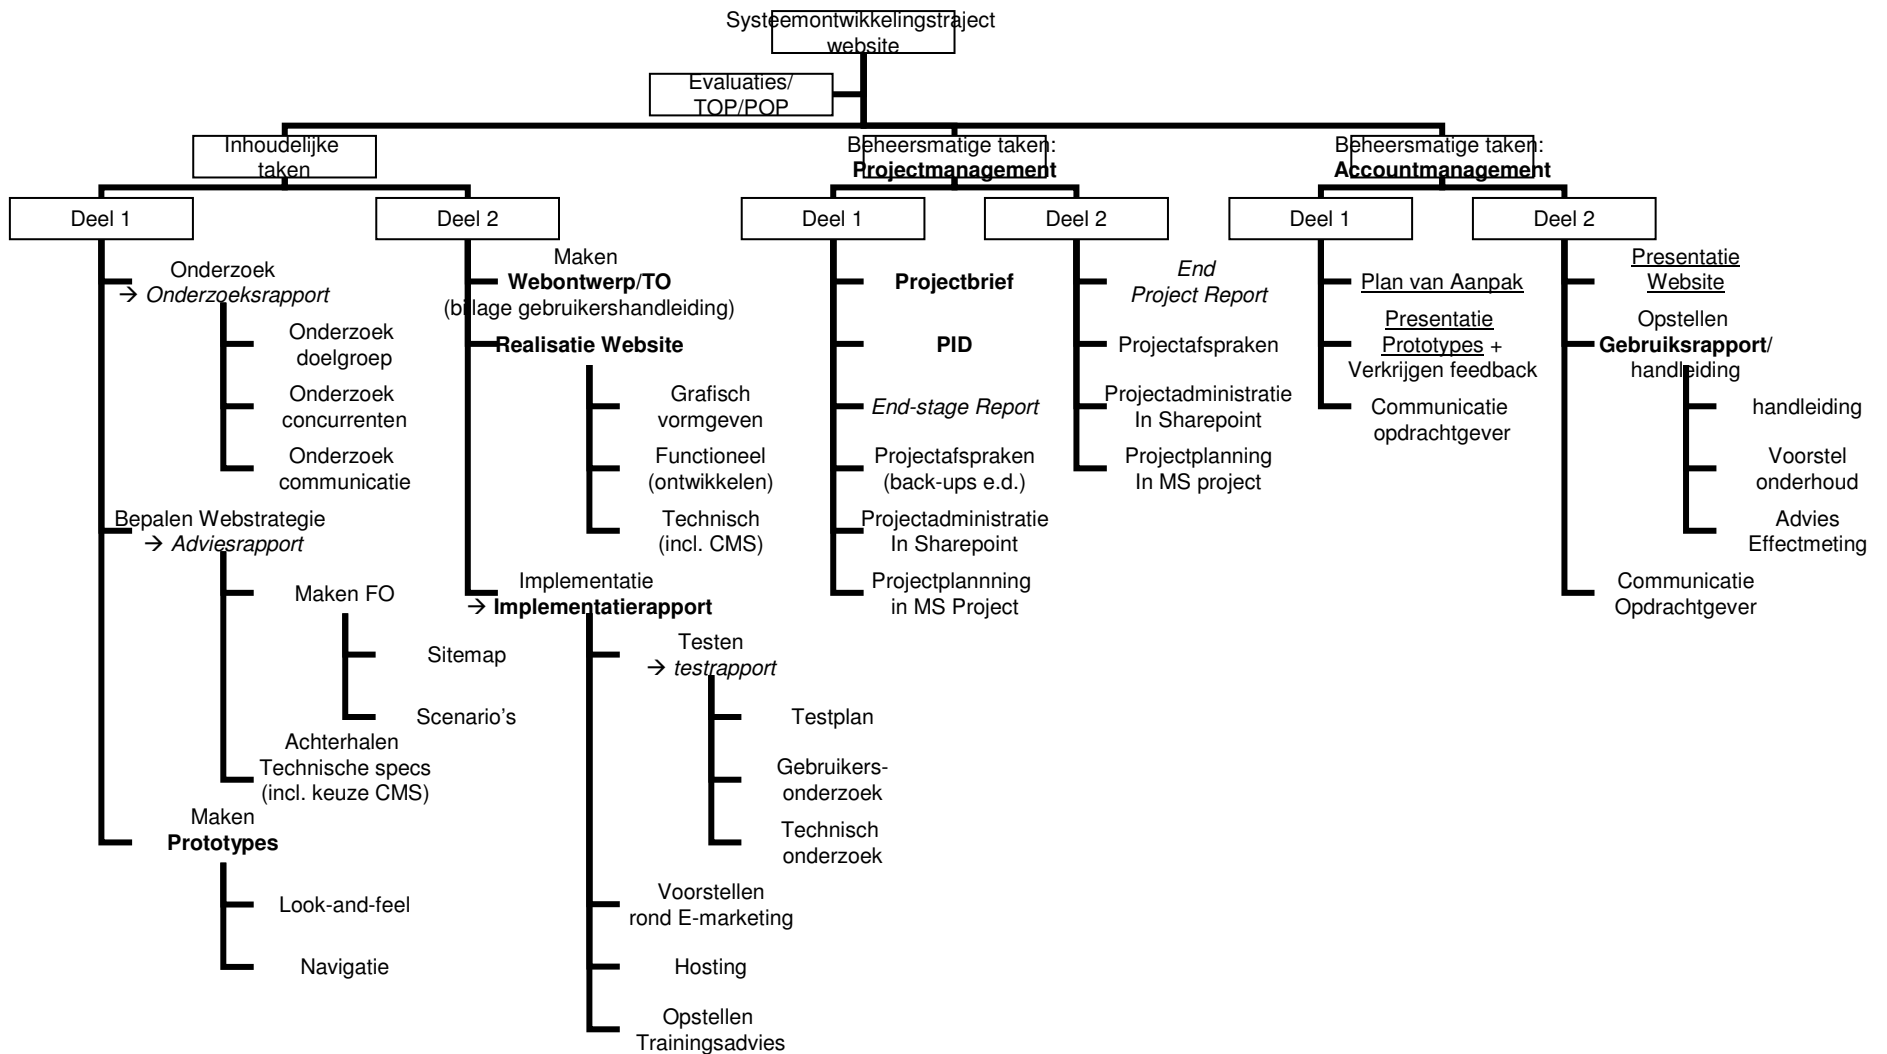 Systeemontwikkelingstraject
website
Evaluaties/
TOP/POP
Inhoudelijke
taken
Deel 1
Onderzoek
→ Onderzoeksrapport
Onderzoek
doelgroep
Onderzoek
concurrenten
Onderzoek
communicatie
Bepalen Webstrategie
→ Adviesrapport
Maken FO
Sitemap
Scenario's
Achterhalen
Technische specs
(incl. keuze CMS)
Maken
Prototypes
Look-and-feel
Navigatie
Deel 2
Maken
Webontwerp/TO
(bijlage gebruikershandleiding)
Realisatie Website
Grafisch
vormgeven
Functioneel
(ontwikkelen)
Technisch
(incl. CMS)
Implementatie
→ Implementatierapport
Testen
→ testrapport
Testplan
Gebruikers-
onderzoek
Technisch
onderzoek
Voorstellen
rond E-marketing
Hosting
Opstellen
Trainingsadvies
Beheersmatige taken:
Projectmanagement
Deel 1
Projectbrief
PID
End-stage Report
Projectafspraken
(back-ups e.d.)
Projectadministratie
In Sharepoint
Projectplannning
in MS Project
Deel 2
End
Project Report
Projectafspraken
Projectadministratie
In Sharepoint
Projectplanning
In MS project
Beheersmatige taken:
Accountmanagement
Deel 1
Plan van Aanpak
Presentatie
Prototypes +
Verkrijgen feedback
Communicatie
opdrachtgever
Deel 2
Presentatie
Website
Opstellen
Gebruiksrapport/
handleiding
handleiding
Voorstel
onderhoud
Advies
Effectmeting
Communicatie
Opdrachtgever